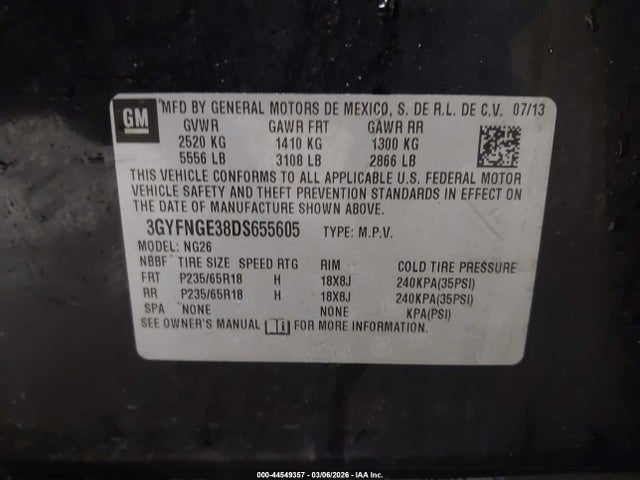 GM
MFD BY GENERAL MOTORS DE MEXICO, S. DE R.L. DE C.V. 07/13
GVWR GAWR FRT GAWR RR
2520 KG 1410 KG 1300 KG
5556 LB 3108 LB 2866 LB
THIS VEHICLE CONFORMS TO ALL APPLICABLE U.S. FEDERAL MOTOR
VEHICLE SAFETY AND THEFT PREVENTION STANDARDS IN EFFECT ON
THE DATE OF MANUFACTURE SHOWN ABOVE.
3GYFNGE38DS655605 TYPE: M.P.V.
MODEL: NG26
NBBF TIRE SIZE SPEED RTG RIM COLD TIRE PRESSURE
FRT P235/65R18 H 18X8J 240KPA(35PSI)
RR P235/65R18 H 18X8J 240KPA(35PSI)
SPA NONE NONE KPA(PSI)
SEE OWNER'S MANUAL FOR MORE INFORMATION.
000-44549357 - 03/06/2026 - IAA Inc.